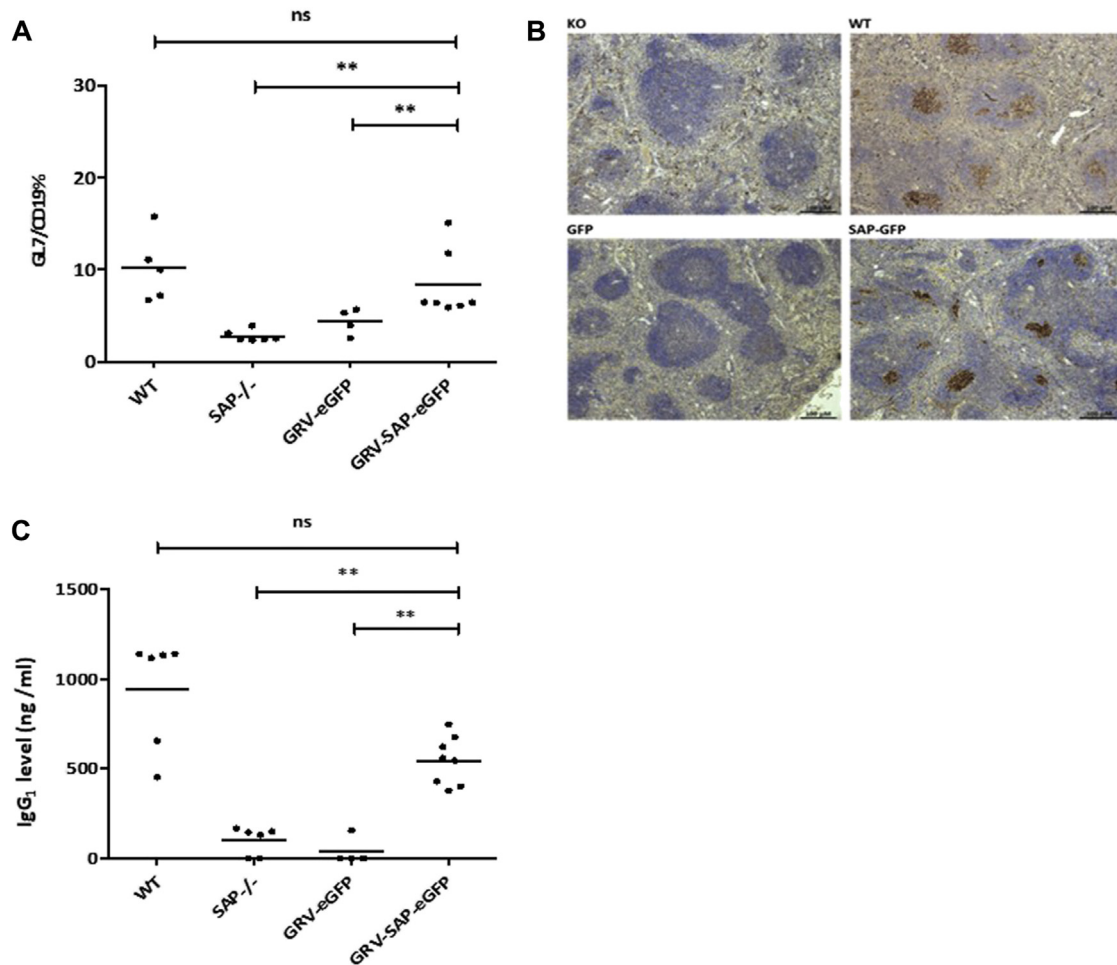 A
ns
**
**
GL7/CD19%
30
20
10
0
WT
SAP-/-
GRV-eGFP
GRV-SAP-eGFP
B
KO
WT
GFP
SAP-GFP
C
ns
**
**
IgG1 level (ng /ml)
1500
1000
500
0
WT
SAP-/-
GRV-eGFP
GRV-SAP-eGFP